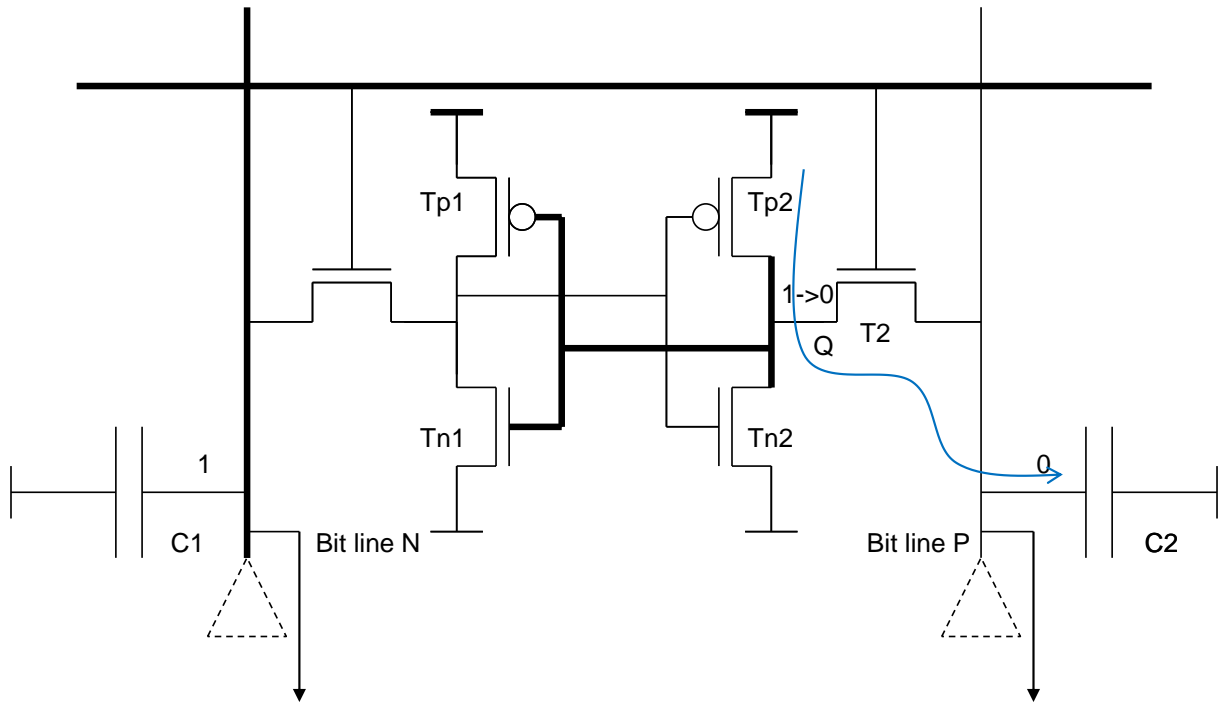 Tp1
Tp2
1->0
T2
Q
Tn1
Tn2
1
0
C1
Bit line N
Bit line P
C2